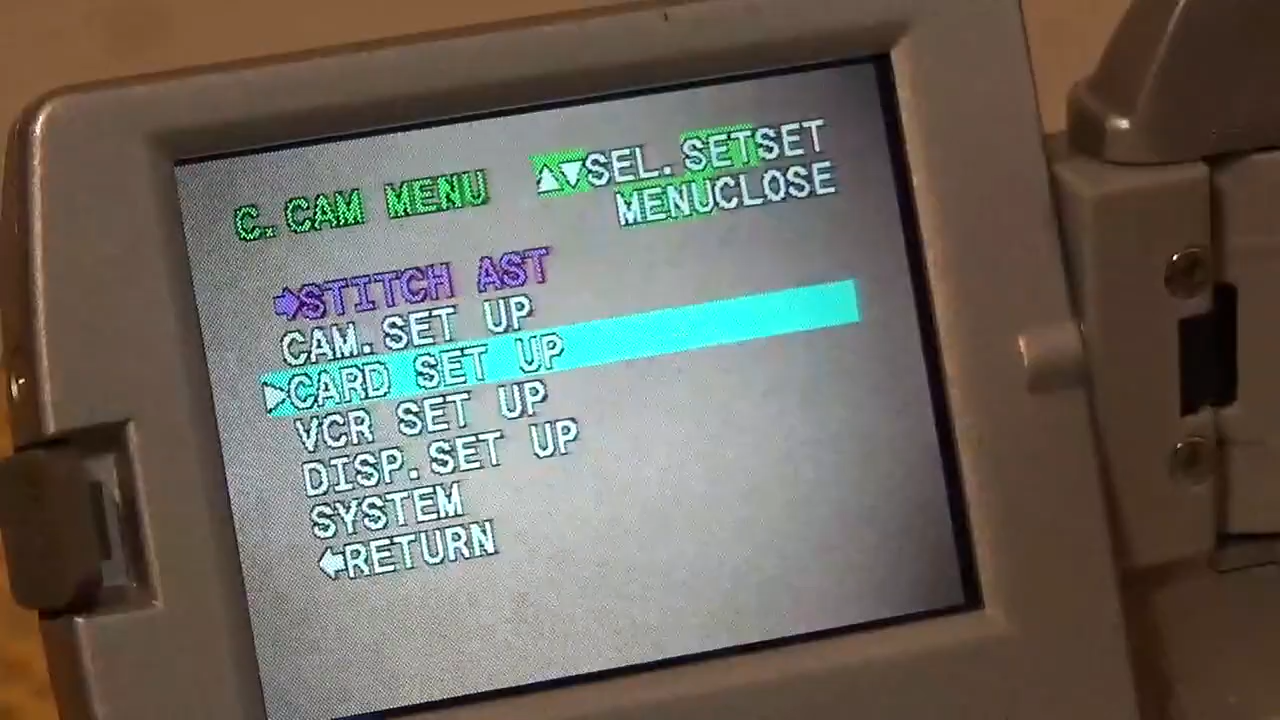 C.CAM MENU ▲▼SEL. SETSET
MENUCLOSE
➡STITCH AST
CAM.SET UP
▶CARD SET UP
VCR SET UP
DISP.SET UP
SYSTEM
⬅RETURN